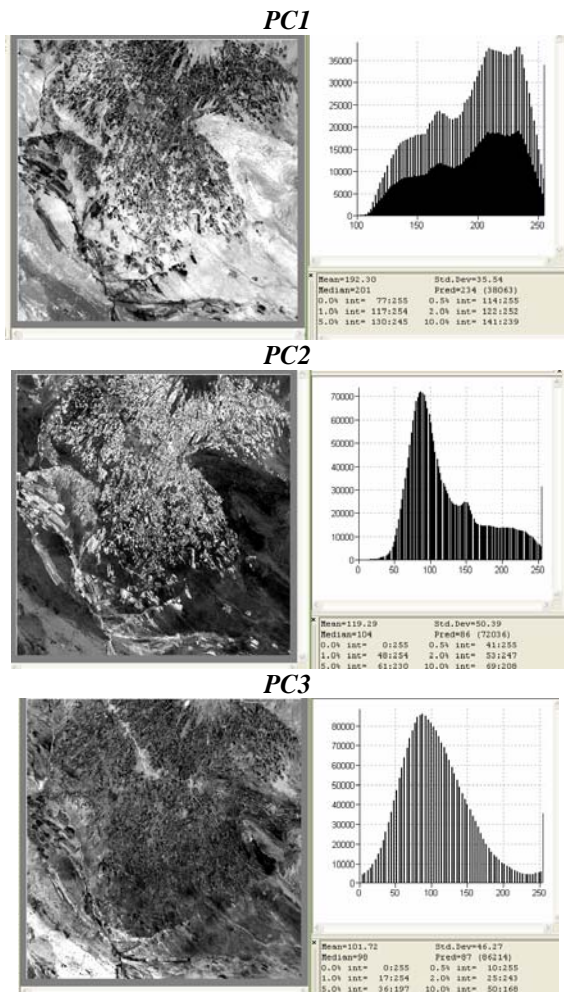 PC1
35000
30000
25000
20000
15000
10000
5000
0
100 150 200 250
Mean=192.30 Std.Dev=35.54
Median=201 Pred=234 (38063)
0.0% int= 77:255 0.5% int= 114:255
1.0% int= 117:254 2.0% int= 122:252
5.0% int= 130:245 10.0% int= 141:239
PC2
70000
60000
50000
40000
30000
20000
10000
0
0 50 100 150 200 250
Mean=119.29 Std.Dev=50.39
Median=104 Pred=86 (72036)
0.0% int= 0:255 0.5% int= 41:255
1.0% int= 48:254 2.0% int= 53:247
5.0% int= 61:230 10.0% int= 69:208
PC3
80000
70000
60000
50000
40000
30000
20000
10000
0
0 50 100 150 200 250
Mean=101.72 Std.Dev=46.27
Median=98 Pred=87 (86214)
0.0% int= 0:255 0.5% int= 10:255
1.0% int= 17:254 2.0% int= 25:243
5.0% int= 36:197 10.0% int= 50:168